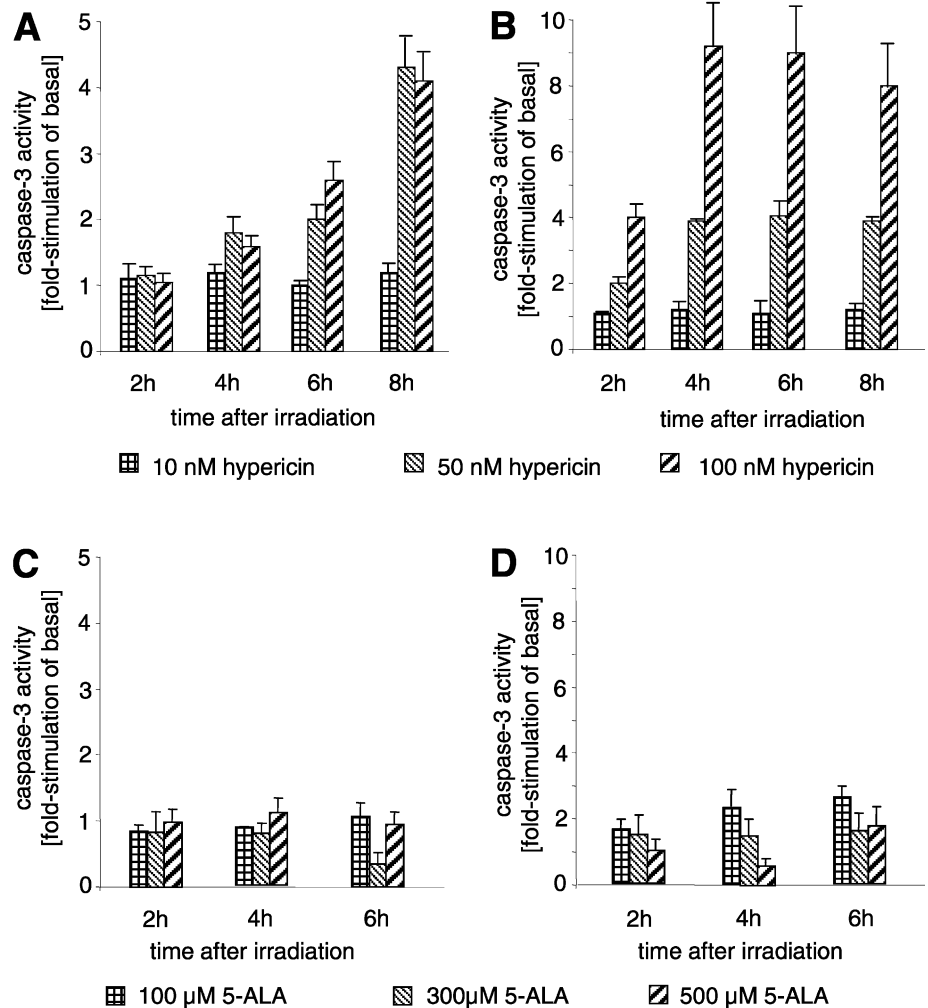 A
caspase-3 activity
[fold-stimulation of basal]
5
4
3
2
1
0
2h 4h 6h 8h
time after irradiation
B
caspase-3 activity
[fold-stimulation of basal]
10
8
6
4
2
0
2h 4h 6h 8h
time after irradiation
10 nM hypericin 50 nM hypericin 100 nM hypericin
C
caspase-3 activity
[fold-stimulation of basal]
5
4
3
2
1
0
2h 4h 6h
time after irradiation
D
caspase-3 activity
[fold-stimulation of basal]
10
8
6
4
2
0
2h 4h 6h
time after irradiation
100 µM 5-ALA 300µM 5-ALA 500 µM 5-ALA